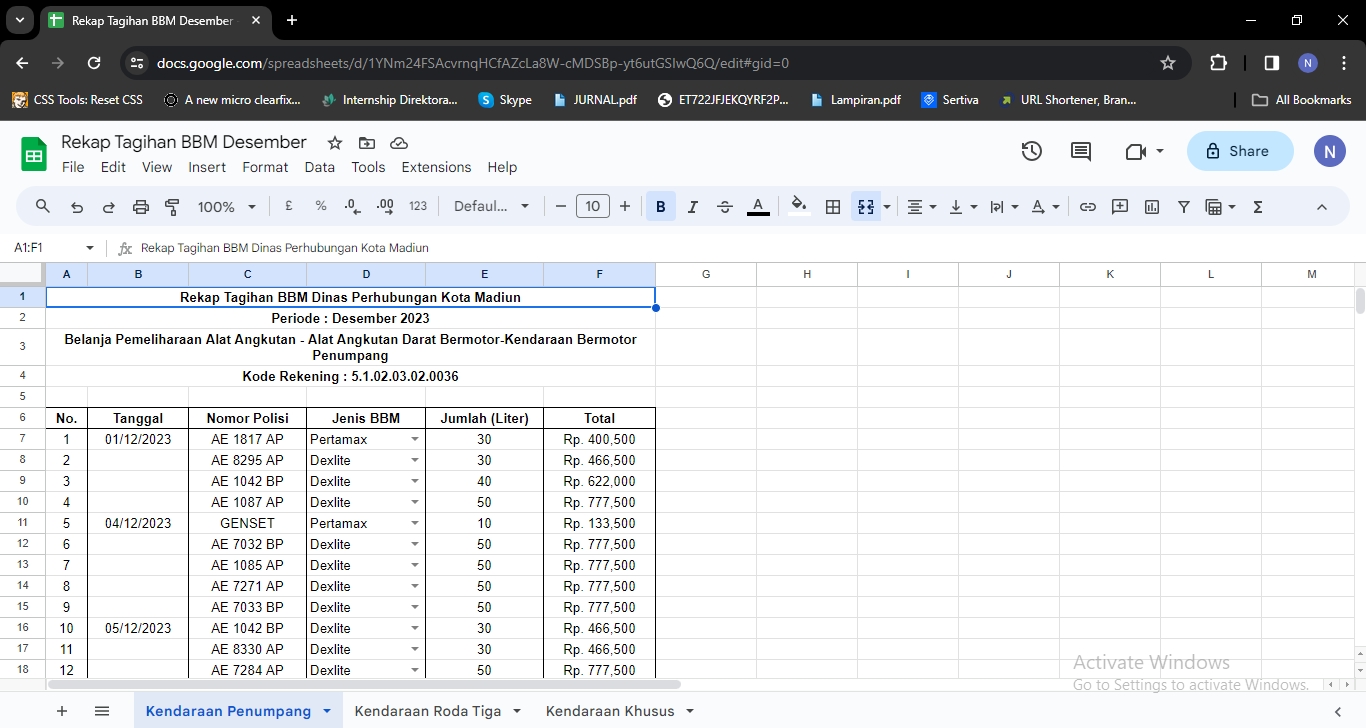 Rekap Tagihan BBM Desember
docs.google.com/spreadsheets/d/1YNm24FSAcvrnqHCfAZcLa8W-cMDSBp-yt6utGSIwQ6Q/edit#gid=0
N
CSS Tools: Reset CSS A new micro clearfix... Internship Direktora... Skype JURNAL.pdf ET722JFJEKQYRF2P... Lampiran.pdf Sertiva URL Shortener, Bran... All Bookmarks
Rekap Tagihan BBM Desember
File Edit View Insert Format Data Tools Extensions Help
Share N
100% £ % .0 .00 123 Defaul... 10 B I A
A1:F1 fx Rekap Tagihan BBM Dinas Perhubungan Kota Madiun
A B C D E F G H I J K L M
1 Rekap Tagihan BBM Dinas Perhubungan Kota Madiun
2 Periode : Desember 2023
3 Belanja Pemeliharaan Alat Angkutan - Alat Angkutan Darat Bermotor-Kendaraan Bermotor
Penumpang
4 Kode Rekening : 5.1.02.03.02.0036
5
6 No. Tanggal Nomor Polisi Jenis BBM Jumlah (Liter) Total
7 1 01/12/2023 AE 1817 AP Pertamax 30 Rp. 400,500
8 2 AE 8295 AP Dexlite 30 Rp. 466,500
9 3 AE 1042 BP Dexlite 40 Rp. 622,000
10 4 AE 1087 AP Dexlite 50 Rp. 777,500
11 5 04/12/2023 GENSET Pertamax 10 Rp. 133,500
12 6 AE 7032 BP Dexlite 50 Rp. 777,500
13 7 AE 1085 AP Dexlite 50 Rp. 777,500
14 8 AE 7271 AP Dexlite 50 Rp. 777,500
15 9 AE 7033 BP Dexlite 50 Rp. 777,500
16 10 05/12/2023 AE 1042 BP Dexlite 30 Rp. 466,500
17 11 AE 8330 AP Dexlite 30 Rp. 466,500
18 12 AE 7284 AP Dexlite 50 Rp. 777,500
Activate Windows
Go to Settings to activate Windows.
Kendaraan Penumpang Kendaraan Roda Tiga Kendaraan Khusus